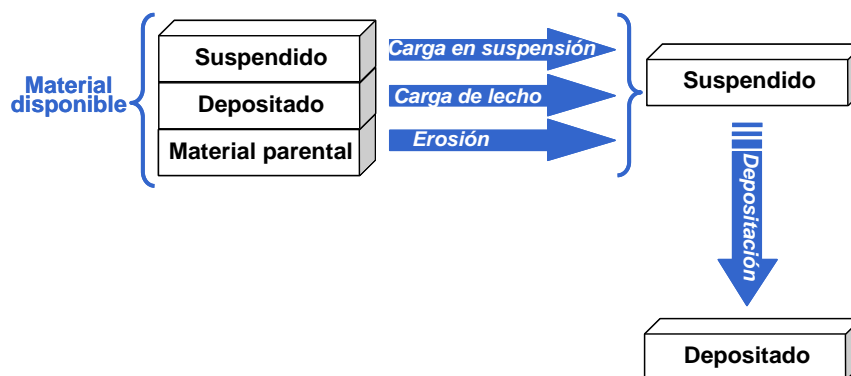 Material
disponible
Suspendido
Depositado
Material parental
Carga en suspensión
Carga de lecho
Erosión
Suspendido
Depositación
Depositado